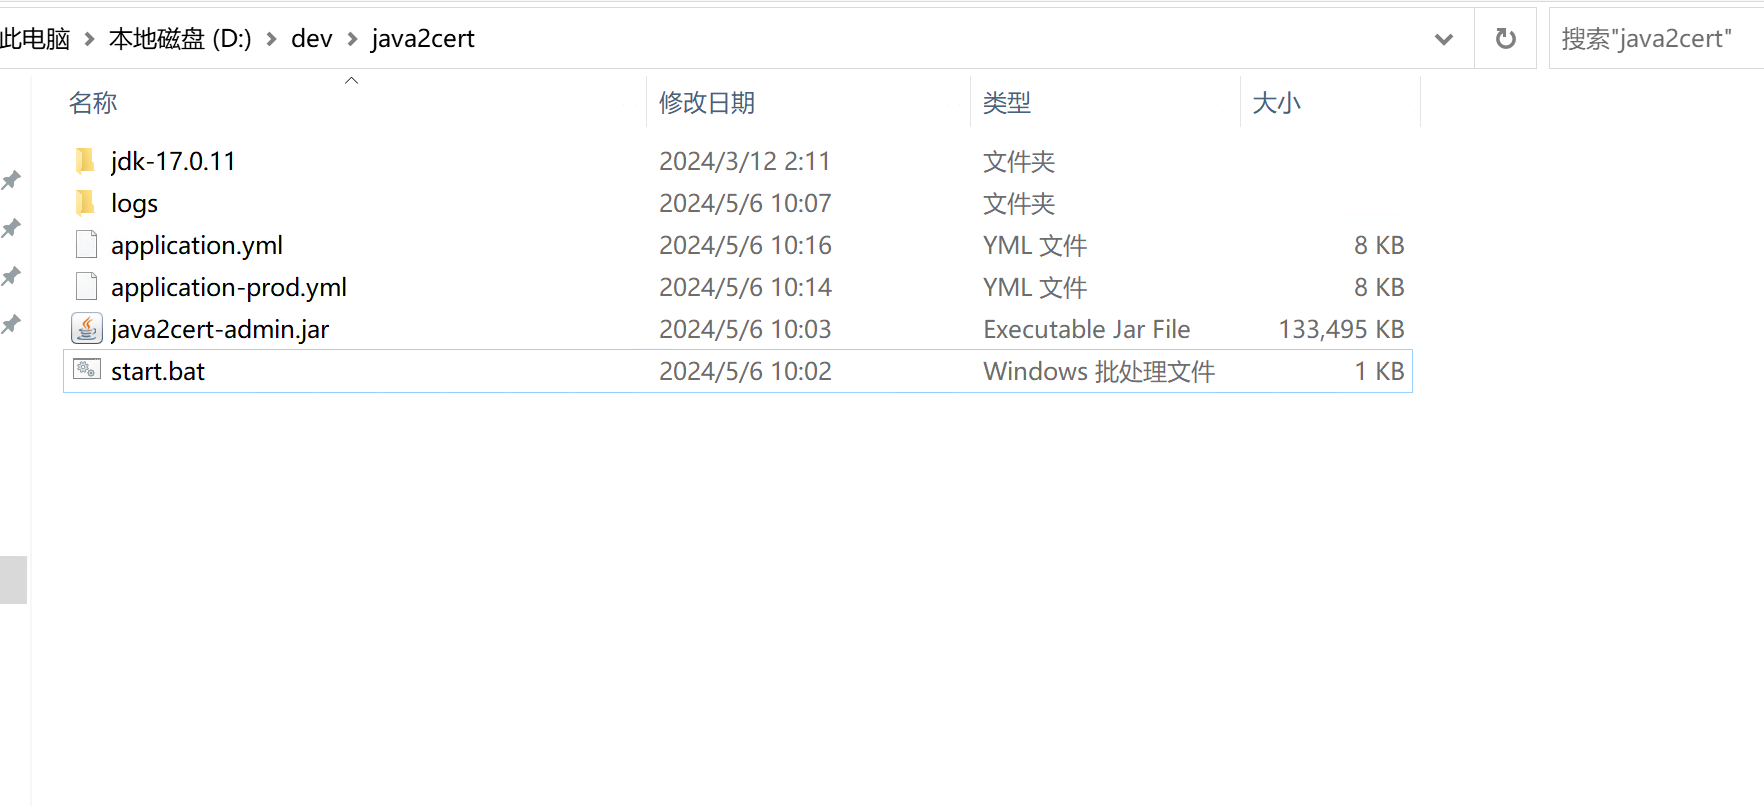 此电脑 本地磁盘 (D:) dev java2cert 搜索"java2cert"
名称 修改日期 类型 大小
jdk-17.0.11 2024/3/12 2:11 文件夹
logs 2024/5/6 10:07 文件夹
application.yml 2024/5/6 10:16 YML 文件 8 KB
application-prod.yml 2024/5/6 10:14 YML 文件 8 KB
java2cert-admin.jar 2024/5/6 10:03 Executable Jar File 133,495 KB
start.bat 2024/5/6 10:02 Windows 批处理文件 1 KB